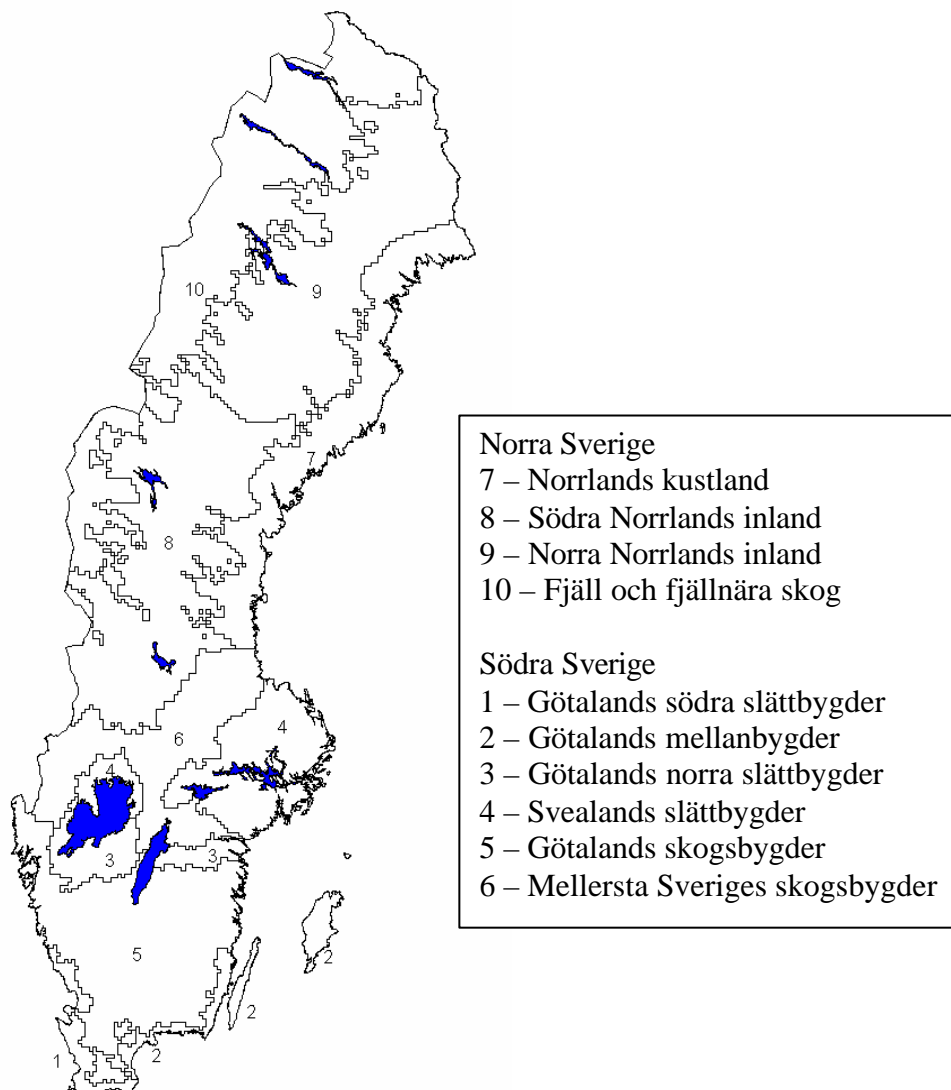 10
9
7
8
6
4
4
3
3
5
2
2
1
2
Norra Sverige
7 – Norrlands kustland
8 – Södra Norrlands inland
9 – Norra Norrlands inland
10 – Fjäll och fjällnära skog
Södra Sverige
1 – Götalands södra slättbygder
2 – Götalands mellanbygder
3 – Götalands norra slättbygder
4 – Svealands slättbygder
5 – Götalands skogsbygder
6 – Mellersta Sveriges skogsbygder